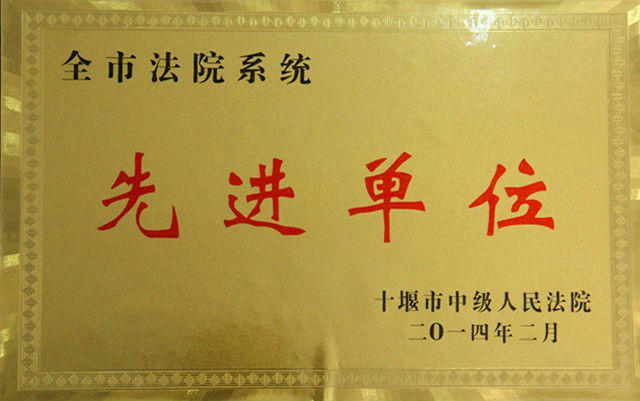 全市法院系统
先进单位
十堰市中级人民法院
二0一四年二月